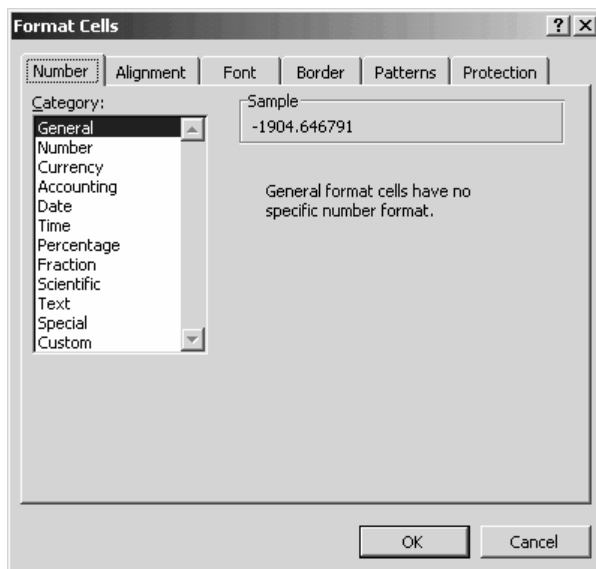 Format Cells
Number Alignment Font Border Patterns Protection
Category:
General
Number
Currency
Accounting
Date
Time
Percentage
Fraction
Scientific
Text
Special
Custom
Sample
-1904.646791
General format cells have no
specific number format.
OK Cancel